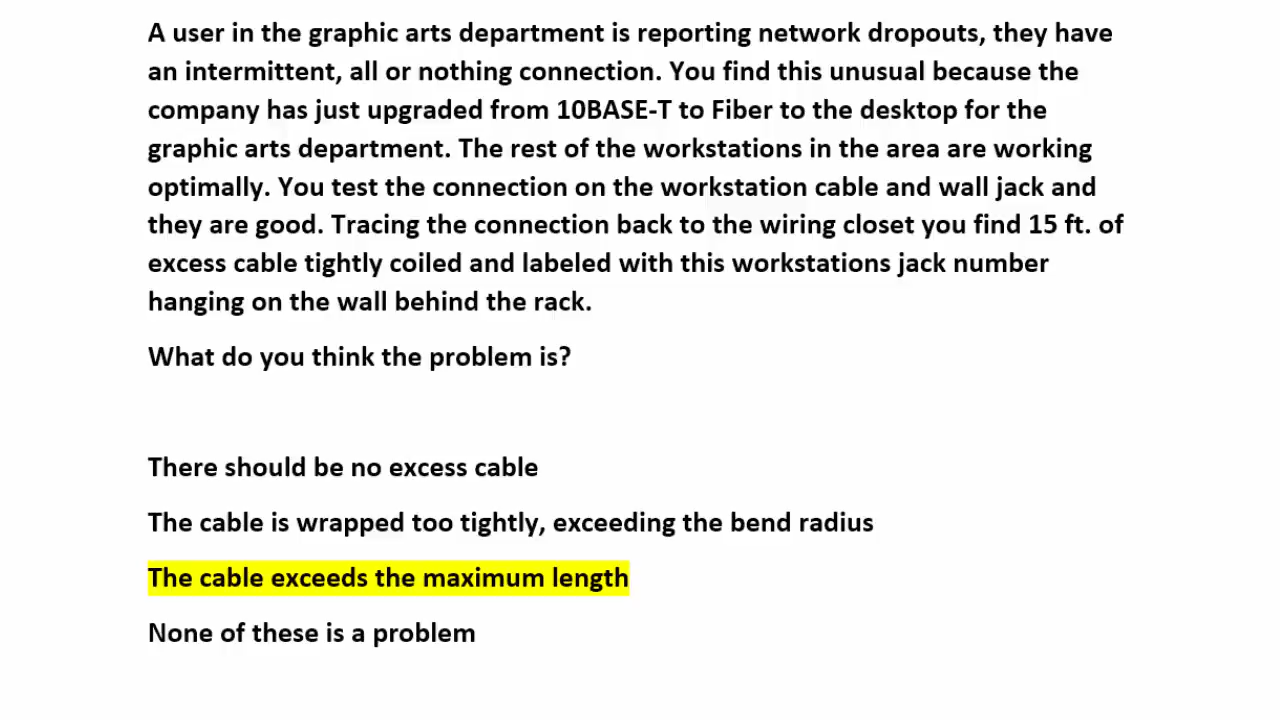 A user in the graphic arts department is reporting network dropouts, they have
an intermittent, all or nothing connection. You find this unusual because the
company has just upgraded from 10BASE-T to Fiber to the desktop for the
graphic arts department. The rest of the workstations in the area are working
optimally. You test the connection on the workstation cable and wall jack and
they are good. Tracing the connection back to the wiring closet you find 15 ft. of
excess cable tightly coiled and labeled with this workstations jack number
hanging on the wall behind the rack.
What do you think the problem is?
There should be no excess cable
The cable is wrapped too tightly, exceeding the bend radius
The cable exceeds the maximum length
None of these is a problem